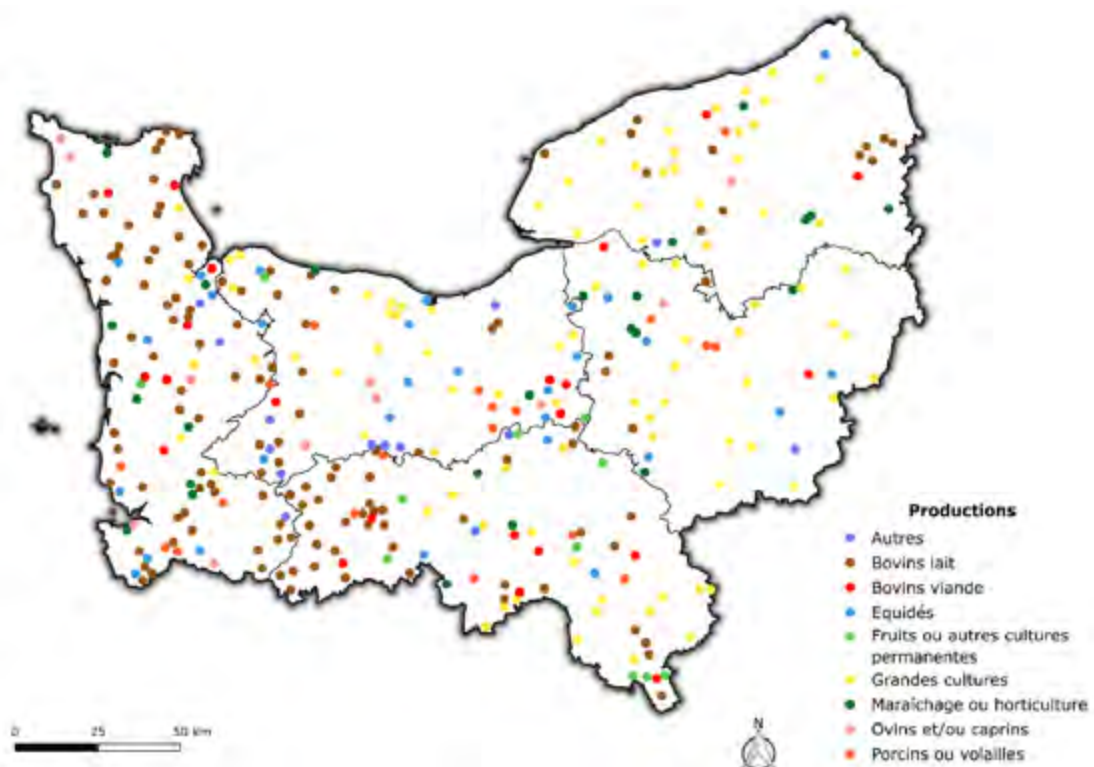 Productions
Autres
Bovins lait
Bovins viande
Equidés
Fruits ou autres cultures
permanentes
Grandes cultures
Maraîchage ou horticulture
Ovins et/ou caprins
Porcins ou volailles
0 25 50 km
N